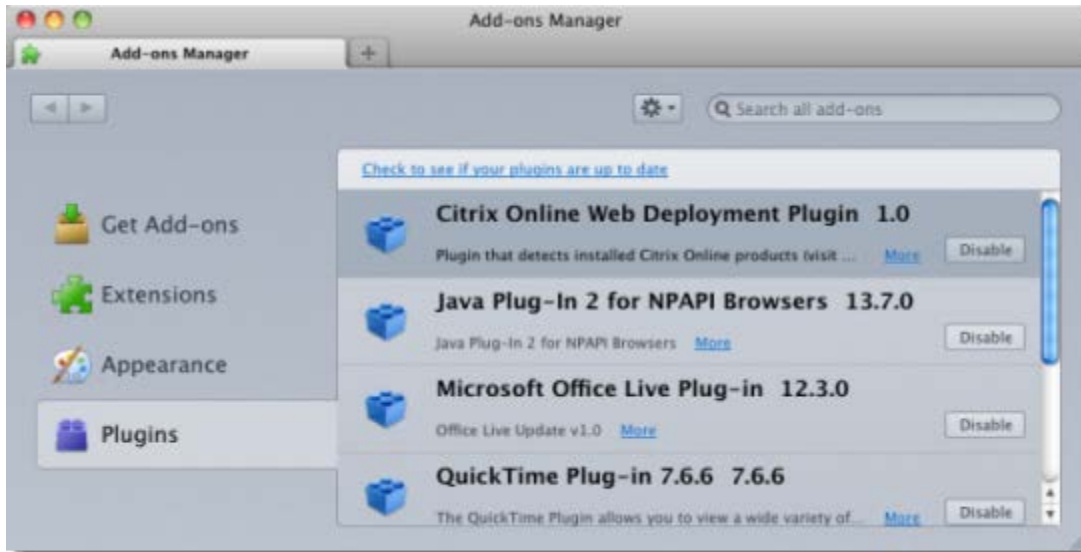 Add-ons Manager
Add-ons Manager
Search all add-ons
Check to see if your plugins are up to date
Get Add-ons
Extensions
Appearance
Plugins
Citrix Online Web Deployment Plugin 1.0
Plugin that detects installed Citrix Online products (visit ... More
Disable
Java Plug-In 2 for NPAPI Browsers 13.7.0
Java Plug-In 2 for NPAPI Browsers More
Disable
Microsoft Office Live Plug-in 12.3.0
Office Live Update v1.0 More
Disable
QuickTime Plug-in 7.6.6 7.6.6
The QuickTime Plugin allows you to view a wide variety of... More
Disable